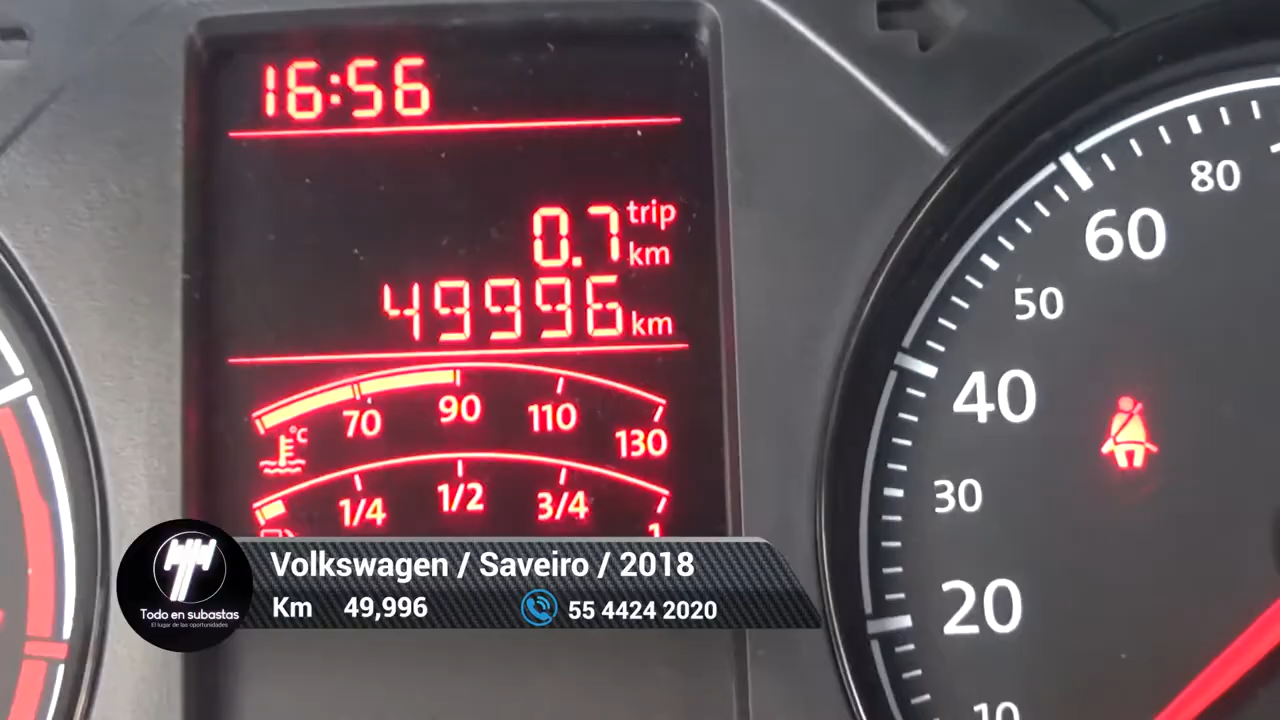 16:56
0.7 trip km
49996 km
70 90 110 130
°C
1/4 1/2 3/4 1
80
60
50
40
30
20
10
Todo en subastas
El lugar de las oportunidades
Volkswagen / Saveiro / 2018
Km 49,996
55 4424 2020